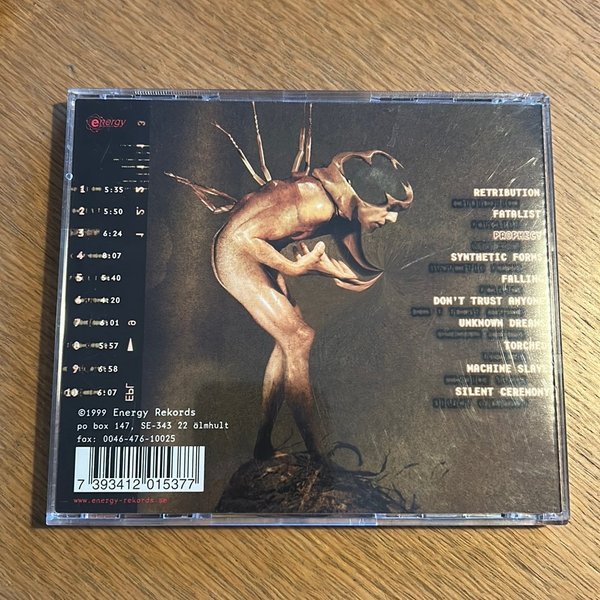 energy
1 5:35
2 5:50
3 6:24
4 8:07
5 5:40
6 4:20
7 6:01
8 5:57
9 6:58
10 6:07
RETRIBUTION
FATALIST
PROPHECY
SYNTHETIC FORMS
FALLING
DON'T TRUST ANYONE
UNKNOWN DREAMS
TORCHED
MACHINE SLAVE
SILENT CEREMONY
©1999 Energy Rekords
po box 147, SE-343 22 ölmhult
fox: 0046-476-10025
7 393412 015377
www.energy-rekords.se